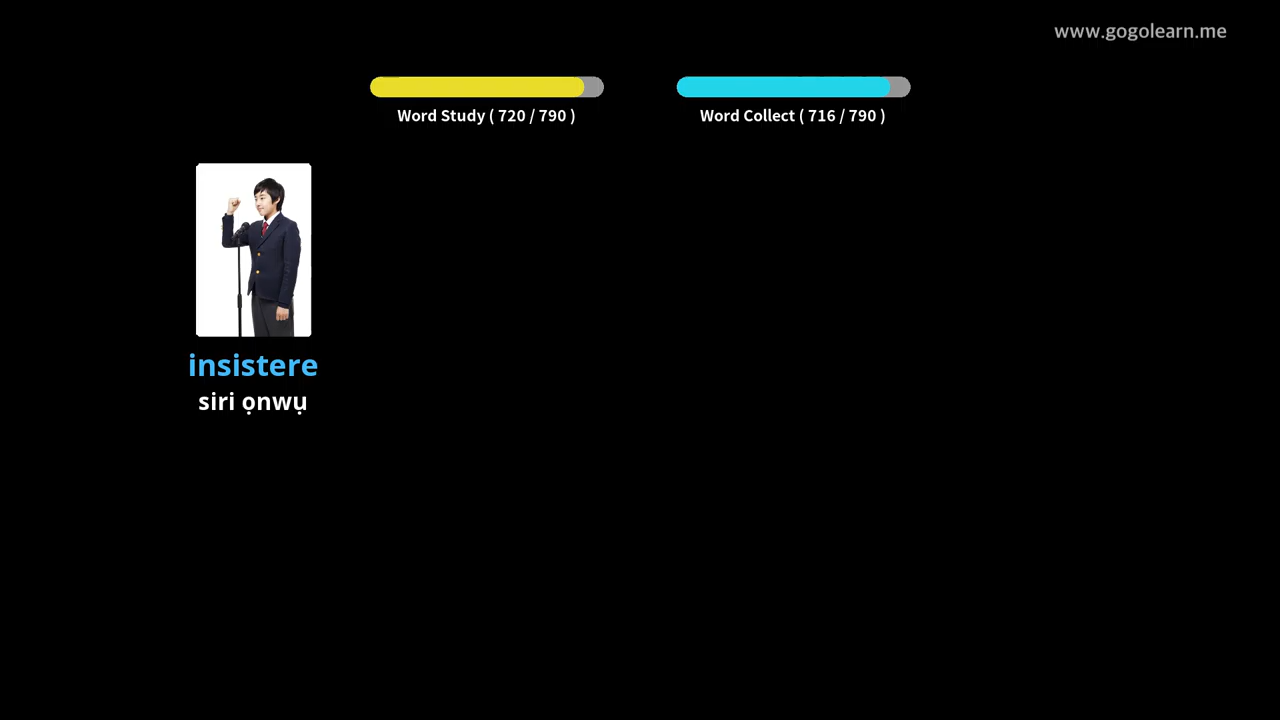 www.gogolearn.me
Word Study ( 720 / 790 )
Word Collect ( 716 / 790 )
insistere
siri ọnwụ